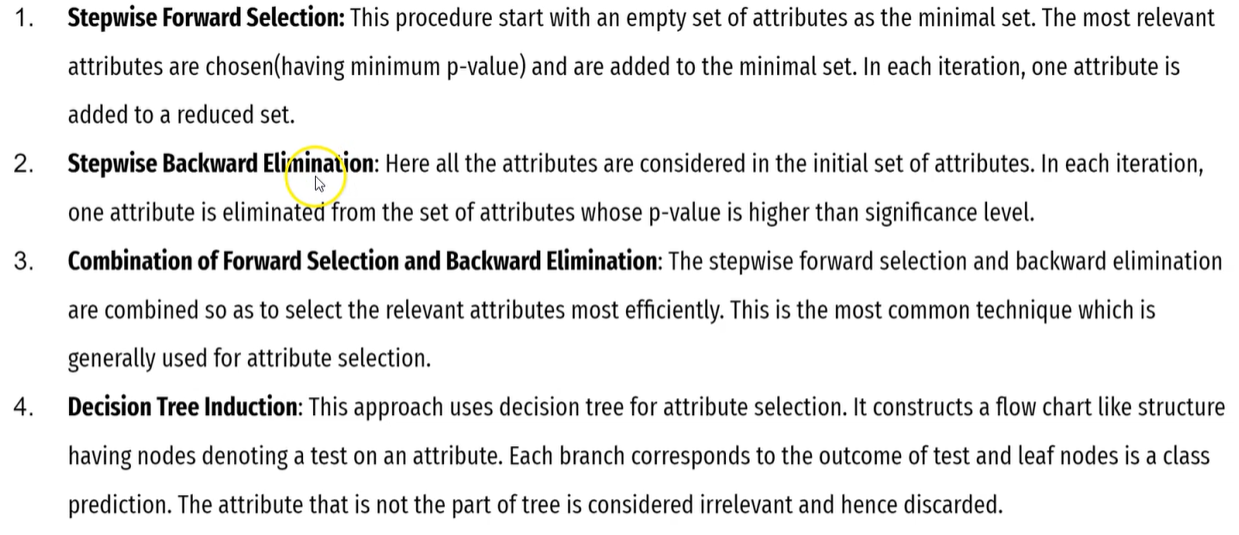 1. Stepwise Forward Selection: This procedure start with an empty set of attributes as the minimal set. The most relevant
attributes are chosen(having minimum p-value) and are added to the minimal set. In each iteration, one attribute is
added to a reduced set.
2. Stepwise Backward Elimination: Here all the attributes are considered in the initial set of attributes. In each iteration,
one attribute is eliminated from the set of attributes whose p-value is higher than significance level.
3. Combination of Forward Selection and Backward Elimination: The stepwise forward selection and backward elimination
are combined so as to select the relevant attributes most efficiently. This is the most common technique which is
generally used for attribute selection.
4. Decision Tree Induction: This approach uses decision tree for attribute selection. It constructs a flow chart like structure
having nodes denoting a test on an attribute. Each branch corresponds to the outcome of test and leaf nodes is a class
prediction. The attribute that is not the part of tree is considered irrelevant and hence discarded.